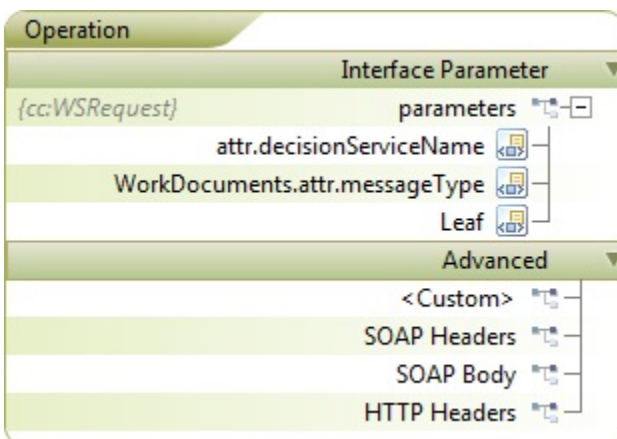 Operation
Interface Parameter
{cc:WSRequest} parameters
attr.decisionServiceName
WorkDocuments.attr.messageType
Leaf
Advanced
<Custom>
SOAP Headers
SOAP Body
HTTP Headers